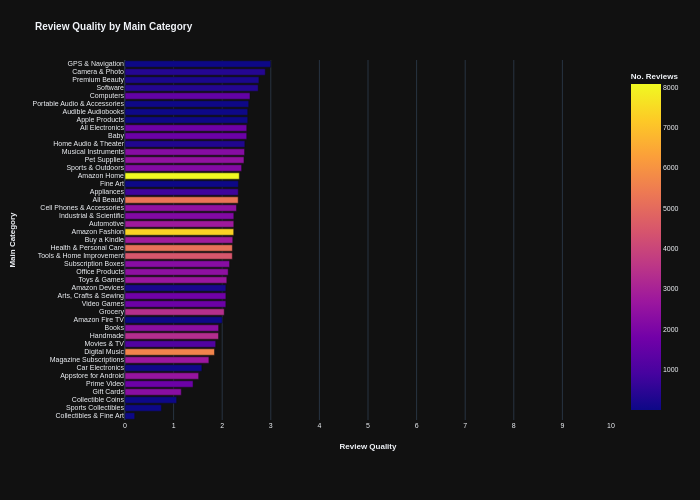 Review Quality by Main Category
No. Reviews
GPS & Navigation
Camera & Photo
Premium Beauty
Software
Computers
Portable Audio & Accessories
Audible Audiobooks
Apple Products
All Electronics
Baby
Home Audio & Theater
Musical Instruments
Pet Supplies
Sports & Outdoors
Amazon Home
Fine Art
Appliances
All Beauty
Cell Phones & Accessories
Industrial & Scientific
Automotive
Amazon Fashion
Buy a Kindle
Health & Personal Care
Tools & Home Improvement
Subscription Boxes
Office Products
Toys & Games
Amazon Devices
Arts, Crafts & Sewing
Video Games
Grocery
Amazon Fire TV
Books
Handmade
Movies & TV
Digital Music
Magazine Subscriptions
Car Electronics
Appstore for Android
Prime Video
Gift Cards
Collectible Coins
Sports Collectibles
Collectibles & Fine Art
Main Category
0 1 2 3 4 5 6 7 8 9 10
Review Quality
8000
7000
6000
5000
4000
3000
2000
1000